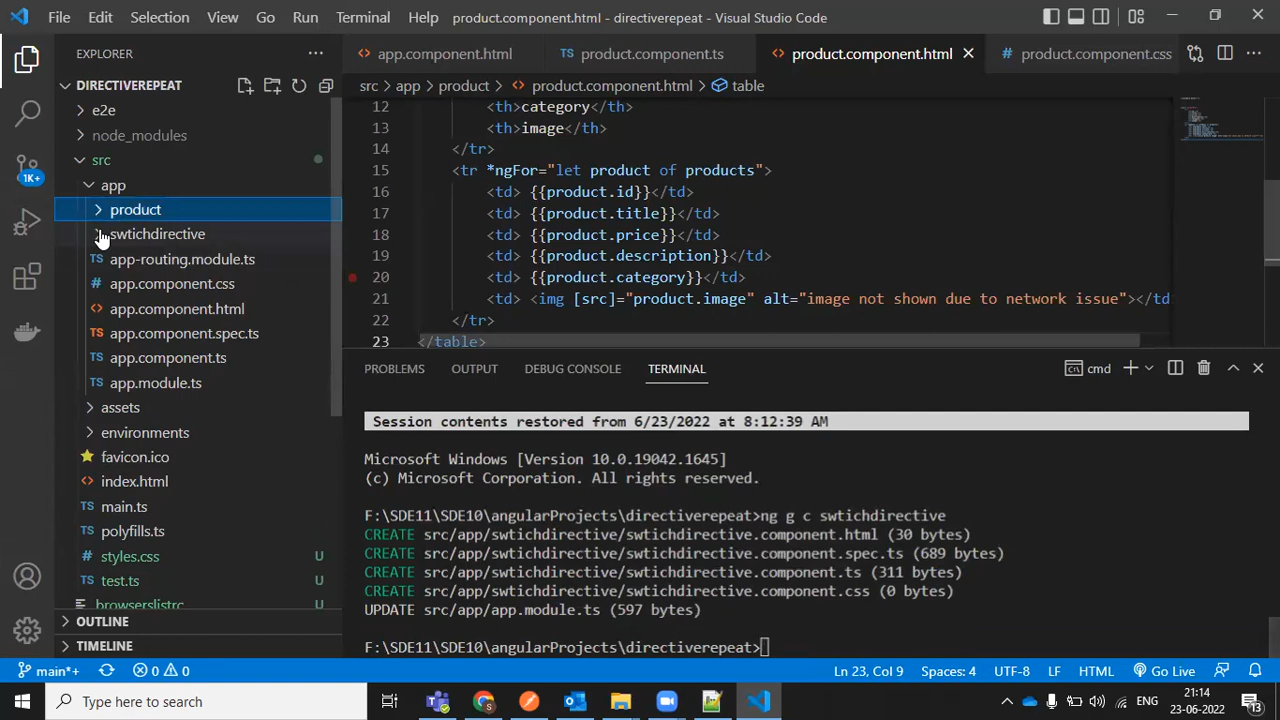 File Edit Selection View Go Run Terminal Help product.component.html - directiverepeat - Visual Studio Code
EXPLORER
DIRECTIVEREPEAT
e2e
node_modules
src
app
product
swtichdirective
app-routing.module.ts
app.component.css
app.component.html
app.component.spec.ts
app.component.ts
app.module.ts
assets
environments
favicon.ico
index.html
main.ts
polyfills.ts
styles.css U
test.ts U
browserslistrc
OUTLINE
TIMELINE
1K+
app.component.html product.component.ts product.component.html product.component.css
src > app > product > product.component.html > table
12 <th>category</th>
13 <th>image</th>
14 </tr>
15 <tr *ngFor="let product of products">
16 <td> {{product.id}}</td>
17 <td> {{product.title}}</td>
18 <td> {{product.price}}</td>
19 <td> {{product.description}}</td>
20 <td> {{product.category}}</td>
21 <td> <img [src]="product.image" alt="image not shown due to network issue"></td
22 </tr>
23 </table>
PROBLEMS OUTPUT DEBUG CONSOLE TERMINAL cmd
Session contents restored from 6/23/2022 at 8:12:39 AM
Microsoft Windows [Version 10.0.19042.1645]
(c) Microsoft Corporation. All rights reserved.
F:\SDE11\SDE10\angularProjects\directiverepeat>ng g c swtichdirective
CREATE src/app/swtichdirective/swtichdirective.component.html (30 bytes)
CREATE src/app/swtichdirective/swtichdirective.component.spec.ts (689 bytes)
CREATE src/app/swtichdirective/swtichdirective.component.ts (311 bytes)
CREATE src/app/swtichdirective/swtichdirective.component.css (0 bytes)
UPDATE src/app/app.module.ts (597 bytes)
F:\SDE11\SDE10\angularProjects\directiverepeat>
main*+ 0 0 Ln 23, Col 9 Spaces: 4 UTF-8 LF HTML Go Live
Type here to search
ENG
21:14
23-06-2022
13